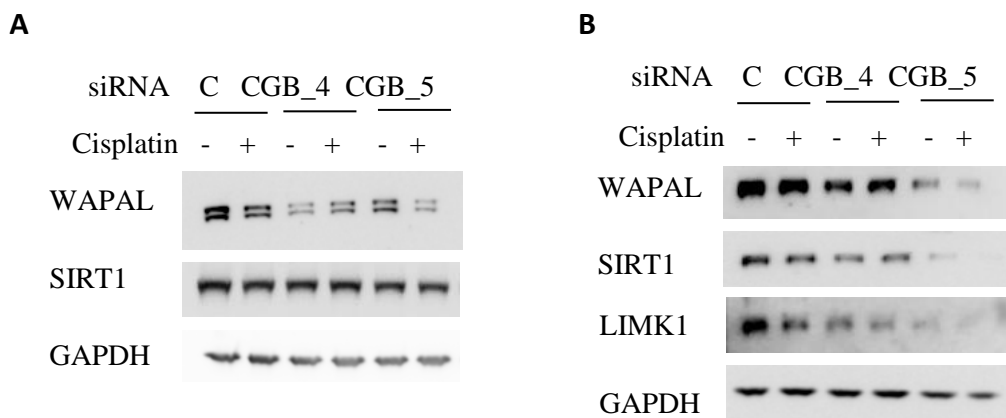 A
siRNA C CGB_4 CGB_5
Cisplatin - + - + - +
WAPAL
SIRT1
GAPDH
B
siRNA C CGB_4 CGB_5
Cisplatin - + - + - +
WAPAL
SIRT1
LIMK1
GAPDH